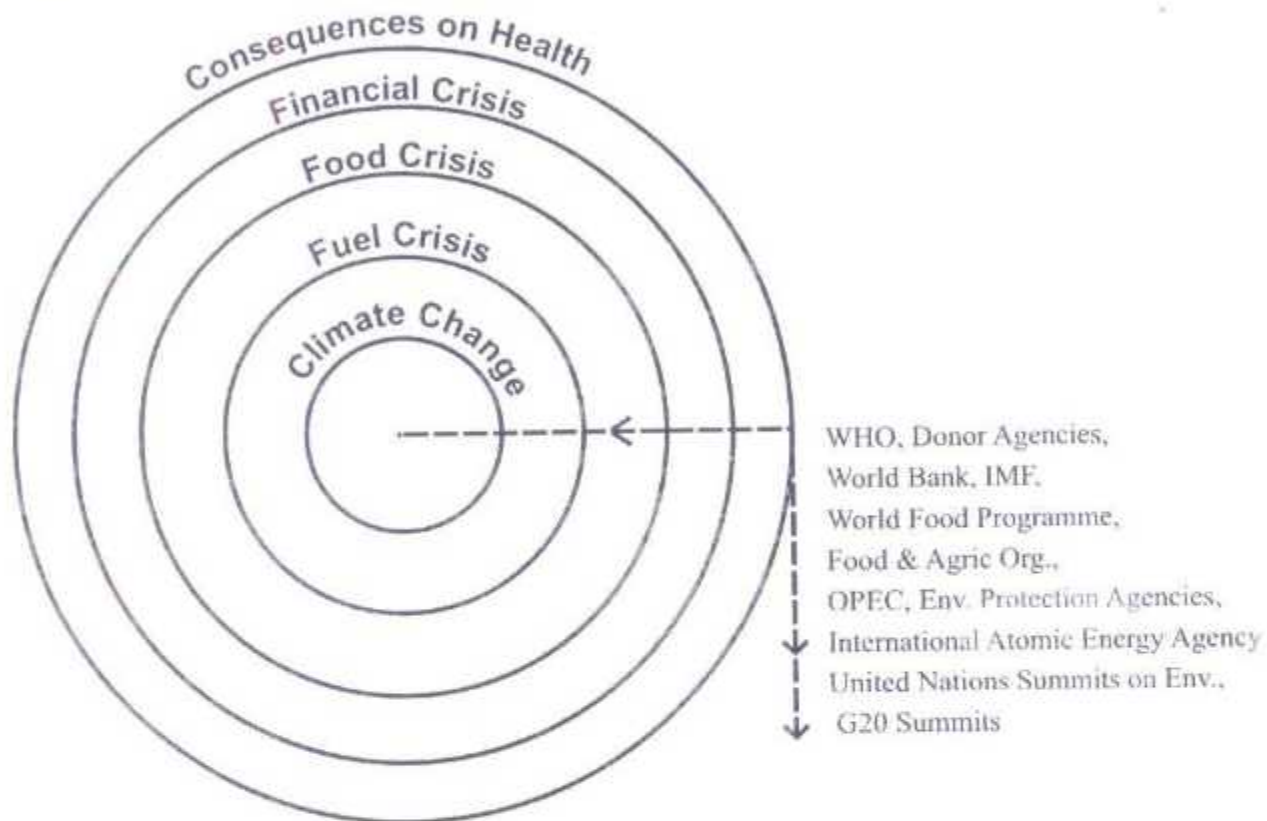 Consequences on Health
Financial Crisis
Food Crisis
Fuel Crisis
Climate Change
WHO, Donor Agencies,
World Bank, IMF,
World Food Programme,
Food & Agric Org.,
OPEC, Env. Protection Agencies,
International Atomic Energy Agency
United Nations Summits on Env.,
G20 Summits